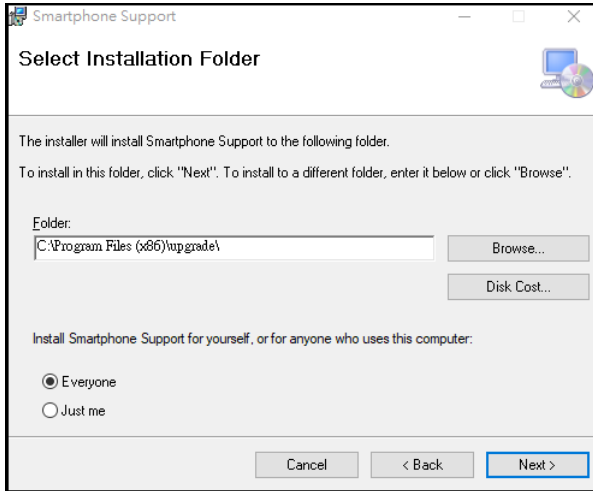 Smartphone Support
Select Installation Folder
The installer will install Smartphone Support to the following folder.
To install in this folder, click "Next". To install to a different folder, enter it below or click "Browse".
Folder:
C:\Program Files (x86)\upgrade\
Browse...
Disk Cost...
Install Smartphone Support for yourself, or for anyone who uses this computer:
Everyone
Just me
Cancel
< Back
Next >